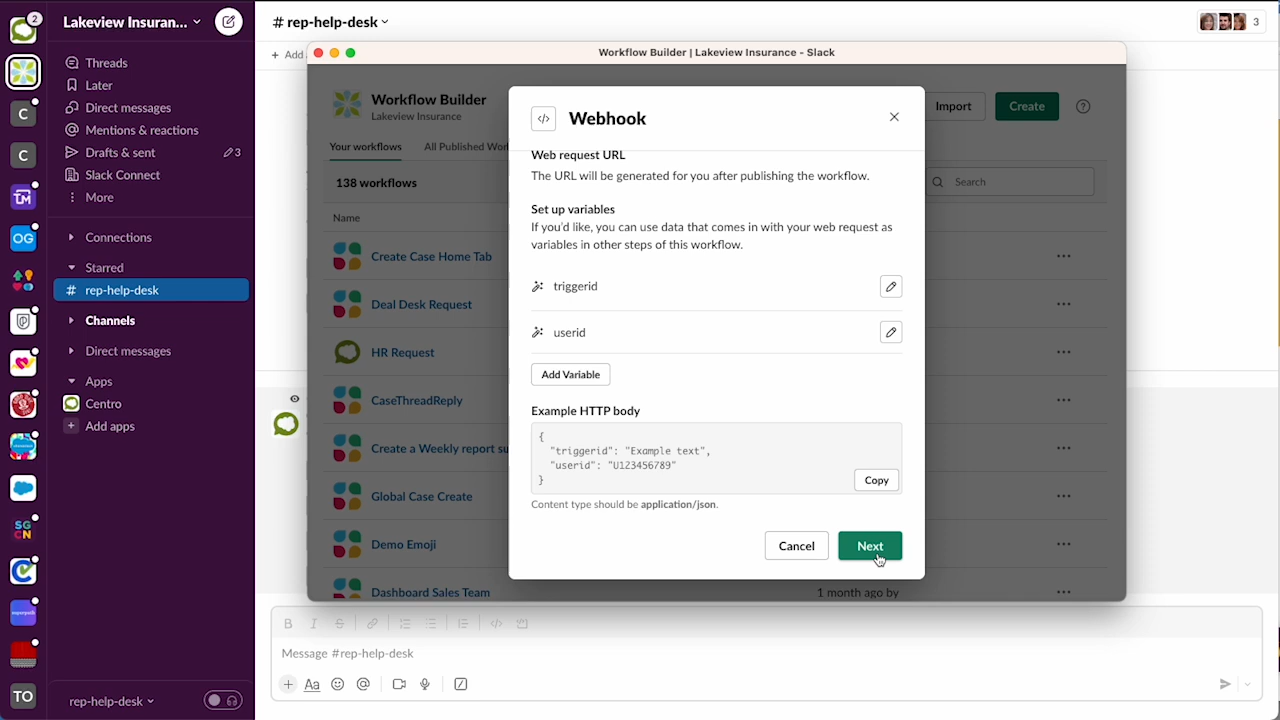 2
Lakeview Insuran...
# rep-help-desk
3
+ Add
Threads
Later
Direct messages
Mentions & reactions
Drafts & sent
3
Slack Connect
More
Connections
Starred
# rep-help-desk
Channels
Direct messages
Apps
Centro
Add apps
rep-help-desk
C
C
TM
OG
SG
CN
TO
Workflow Builder | Lakeview Insurance - Slack
Workflow Builder
Lakeview Insurance
Import
Create
Your workflows
All Published Wor
138 workflows
Search
Name
Create Case Home Tab
Deal Desk Request
HR Request
CaseThreadReply
Create a Weekly report su
Global Case Create
Demo Emoji
Dashboard Sales Team
1 month ago by
Webhook
Web request URL
The URL will be generated for you after publishing the workflow.
Set up variables
If you'd like, you can use data that comes in with your web request as
variables in other steps of this workflow.
triggerid
userid
Add Variable
Example HTTP body
{
"triggerid": "Example text",
"userid": "U123456789"
}
Copy
Content type should be application/json.
Cancel
Next
Message #rep-help-desk
Aa